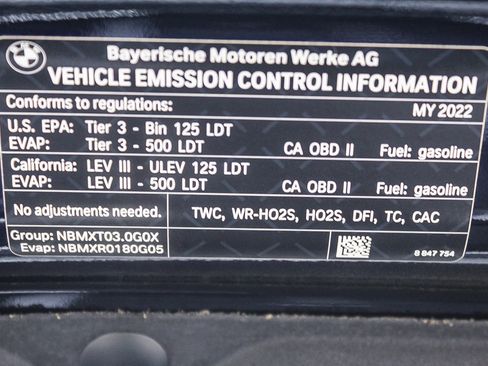 BMW
Bayerische Motoren Werke AG
VEHICLE EMISSION CONTROL INFORMATION
Conforms to regulations: MY 2022
U.S. EPA: Tier 3 - Bin 125 LDT
EVAP: Tier 3 - 500 LDT CA OBD II Fuel: gasoline
California: LEV III - ULEV 125 LDT
EVAP: LEV III - 500 LDT CA OBD II Fuel: gasoline
No adjustments needed. TWC, WR-HO2S, HO2S, DFI, TC, CAC
Group: NBMXT03.0G0X
Evap: NBMXR0180G05
8 847 754